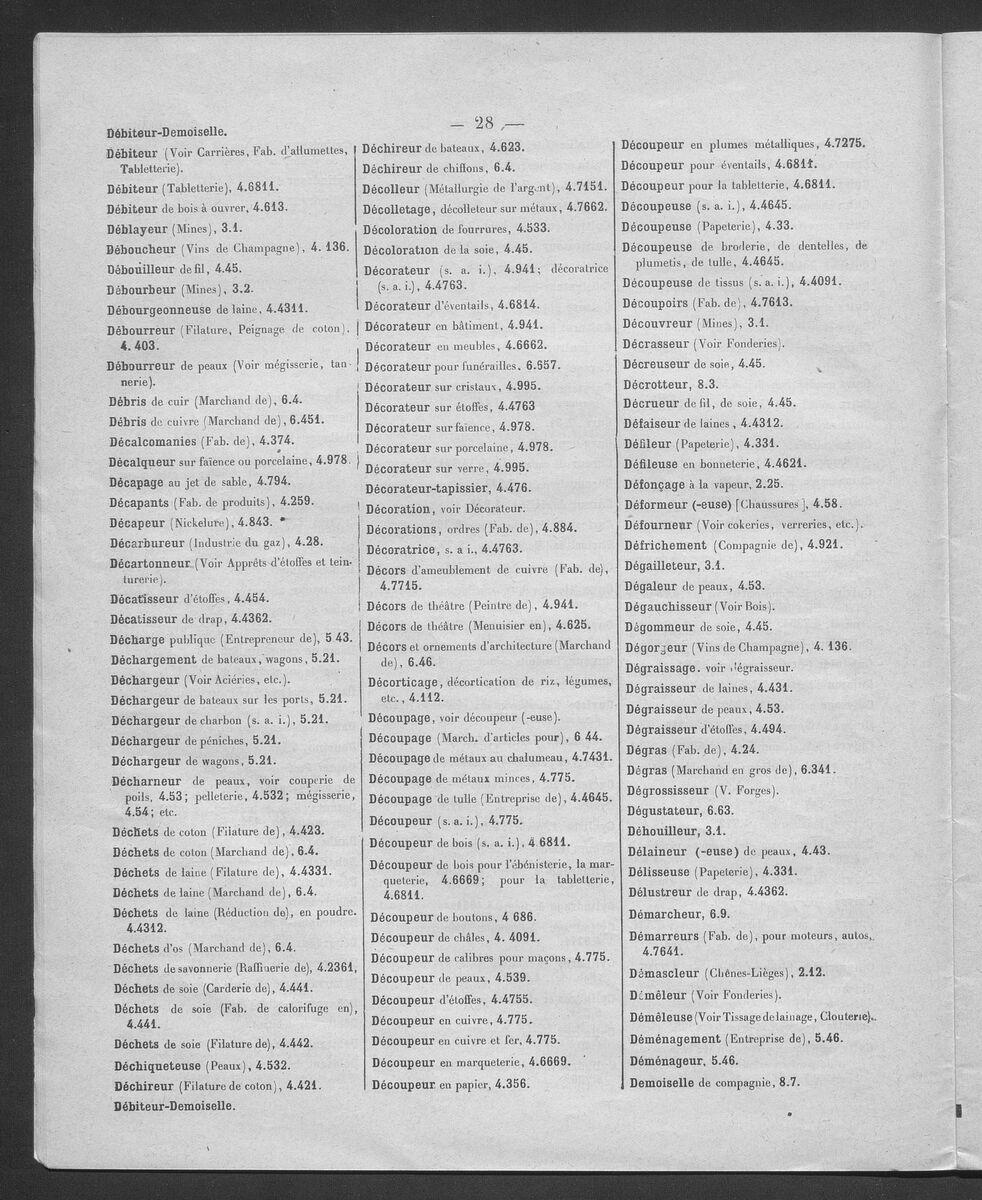 — 28 —
Débiteur-Demoiselle.
Débiteur (Voir Carrières, Fab. d'allumettes,
Tabletterie).
Débiteur (Tabletterie), 4.6811.
Débiteur de bois à ouvrer, 4.613.
Déblayeur (Mines), 3.1.
Déboucheur (Vins de Champagne), 4. 136.
Débouilleur de fil, 4.45.
Débourbeur (Mines), 3.2.
Débourgeonneuse de laine, 4.4311.
Débourreur (Filature, Peignage de coton).
4. 403.
Débourreur de peaux (Voir mégisserie, tan-
nerie).
Débris de cuir (Marchand de), 6.4.
Débris de cuivre (Marchand de), 6.451.
Décalcomanies (Fab. de), 4.374.
Décalqueur sur faïence ou porcelaine, 4.978.
Décapage au jet de sable, 4.794.
Décapants (Fab. de produits), 4.259.
Décapeur (Nickelure), 4.843.
Décarbureur (Industrie du gaz), 4.28.
Décartonneur (Voir Apprêts d'étoffes et tein-
turerie).
Décatisseur d'étoffes, 4.454.
Décatisseur de drap, 4.4362.
Décharge publique (Entrepreneur de), 5 43.
Déchargement de bateaux, wagons, 5.21.
Déchargeur (Voir Aciéries, etc.).
Déchargeur de bateaux sur les ports, 5.21.
Déchargeur de charbon (s. a. i.), 5.21.
Déchargeur de péniches, 5.21.
Déchargeur de wagons, 5.21.
Décharneur de peaux, voir couperie de
poils, 4.53; pelleterie, 4.532; mégisserie,
4.54; etc.
Déchets de coton (Filature de), 4.423.
Déchets de coton (Marchand de), 6.4.
Déchets de laine (Filature de), 4.4331.
Déchets de laine (Marchand de), 6.4.
Déchets de laine (Réduction de), en poudre.
4.4312.
Déchets d'os (Marchand de), 6.4.
Déchets de savonnerie (Raffinerie de), 4.2361,
Déchets de soie (Carderie de), 4.441.
Déchets de soie (Fab. de calorifuge en),
4.441.
Déchets de soie (Filature de), 4.442.
Déchiqueteuse (Peaux), 4.532.
Déchireur (Filature de coton), 4.421.
Débiteur-Demoiselle.
Déchireur de bateaux, 4.623.
Déchireur de chiffons, 6.4.
Décolleur (Métallurgie de l'argent), 4.7151.
Décolletage, décolleteur sur métaux, 4.7662.
Décoloration de fourrures, 4.533.
Décoloration de la soie, 4.45.
Décorateur (s. a. i.), 4.941; décoratrice
(s. a. i.), 4.4763.
Décorateur d'éventails, 4.6814.
Décorateur en bâtiment, 4.941.
Décorateur en meubles, 4.6662.
Décorateur pour funérailles. 6.557.
Décorateur sur cristaux, 4.995.
Décorateur sur étoffes, 4.4763
Décorateur sur faïence, 4.978.
Décorateur sur porcelaine, 4.978.
Décorateur sur verre, 4.995.
Décorateur-tapissier, 4.476.
Décoration, voir Décorateur.
Décorations, ordres (Fab. de), 4.884.
Décoratrice, s. a i., 4.4763.
Décors d'ameublement de cuivre (Fab. de),
4.7715.
Décors de théâtre (Peintre de), 4.941.
Décors de théâtre (Menuisier en), 4.625.
Décors et ornements d'architecture (Marchand
de), 6.46.
Décorticage, décortication de riz, légumes,
etc., 4.112.
Découpage, voir découpeur (-euse).
Découpage (March. d'articles pour), 6 44.
Découpage de métaux au chalumeau, 4.7431.
Découpage de métaux minces, 4.775.
Découpage de tulle (Entreprise de), 4.4645.
Découpeur (s. a. i.), 4.775.
Découpeur de bois (s. a. i.), 4 6811.
Découpeur de bois pour l'ébénisterie, la mar-
queterie, 4.6669; pour la tabletterie,
4.6811.
Découpeur de boutons, 4 686.
Découpeur de châles, 4. 4091.
Découpeur de calibres pour maçons, 4.775.
Découpeur de peaux, 4.539.
Découpeur d'étoffes, 4.4755.
Découpeur en cuivre, 4.775.
Découpeur en cuivre et fer, 4.775.
Découpeur en marqueterie, 4.6669.
Découpeur en papier, 4.356.
Découpeur en plumes métalliques, 4.7275.
Découpeur pour éventails, 4.6811.
Découpeur pour la tabletterie, 4.6811.
Découpeuse (s. a. i.), 4.4645.
Découpeuse (Papeterie), 4.33.
Découpeuse de broderie, de dentelles, de
plumetis, de tulle, 4.4645.
Découpeuse de tissus (s. a. i.), 4.4091.
Découpoirs (Fab. de), 4.7613.
Découvreur (Mines), 3.1.
Décrasseur (Voir Fonderies).
Décreuseur de soie, 4.45.
Décrotteur, 8.3.
Décrueur de fil, de soie, 4.45.
Défaiseur de laines, 4.4312.
Défileur (Papeterie), 4.331.
Défileuse en bonneterie, 4.4621.
Défonçage à la vapeur, 2.25.
Déformeur (-euse) [Chaussures], 4.58.
Défourneur (Voir cokeries, verreries, etc.).
Défrichement (Compagnie de), 4.921.
Dégailleteur, 3.1.
Dégaleur de peaux, 4.53.
Dégauchisseur (Voir Bois).
Dégommeur de soie, 4.45.
Dégorgeur (Vins de Champagne), 4. 136.
Dégraissage. voir dégraisseur.
Dégraisseur de laines, 4.431.
Dégraisseur de peaux, 4.53.
Dégraisseur d'étoffes, 4.494.
Dégras (Fab. de), 4.24.
Dégras (Marchand en gros de), 6.341.
Dégrossisseur (V. Forges).
Dégustateur, 6.63.
Déhouilleur, 3.1.
Délaineur (-euse) de peaux, 4.43.
Délisseuse (Papeterie), 4.331.
Délustreur de drap, 4.4362.
Démarcheur, 6.9.
Démarreurs (Fab. de), pour moteurs, autos,
4.7641.
Démascleur (Chênes-Lièges), 2.12.
Démêleur (Voir Fonderies).
Démêleuse (Voir Tissage de lainage, Clouterie).
Déménagement (Entreprise de), 5.46.
Déménageur, 5.46.
Demoiselle de compagnie, 8.7.